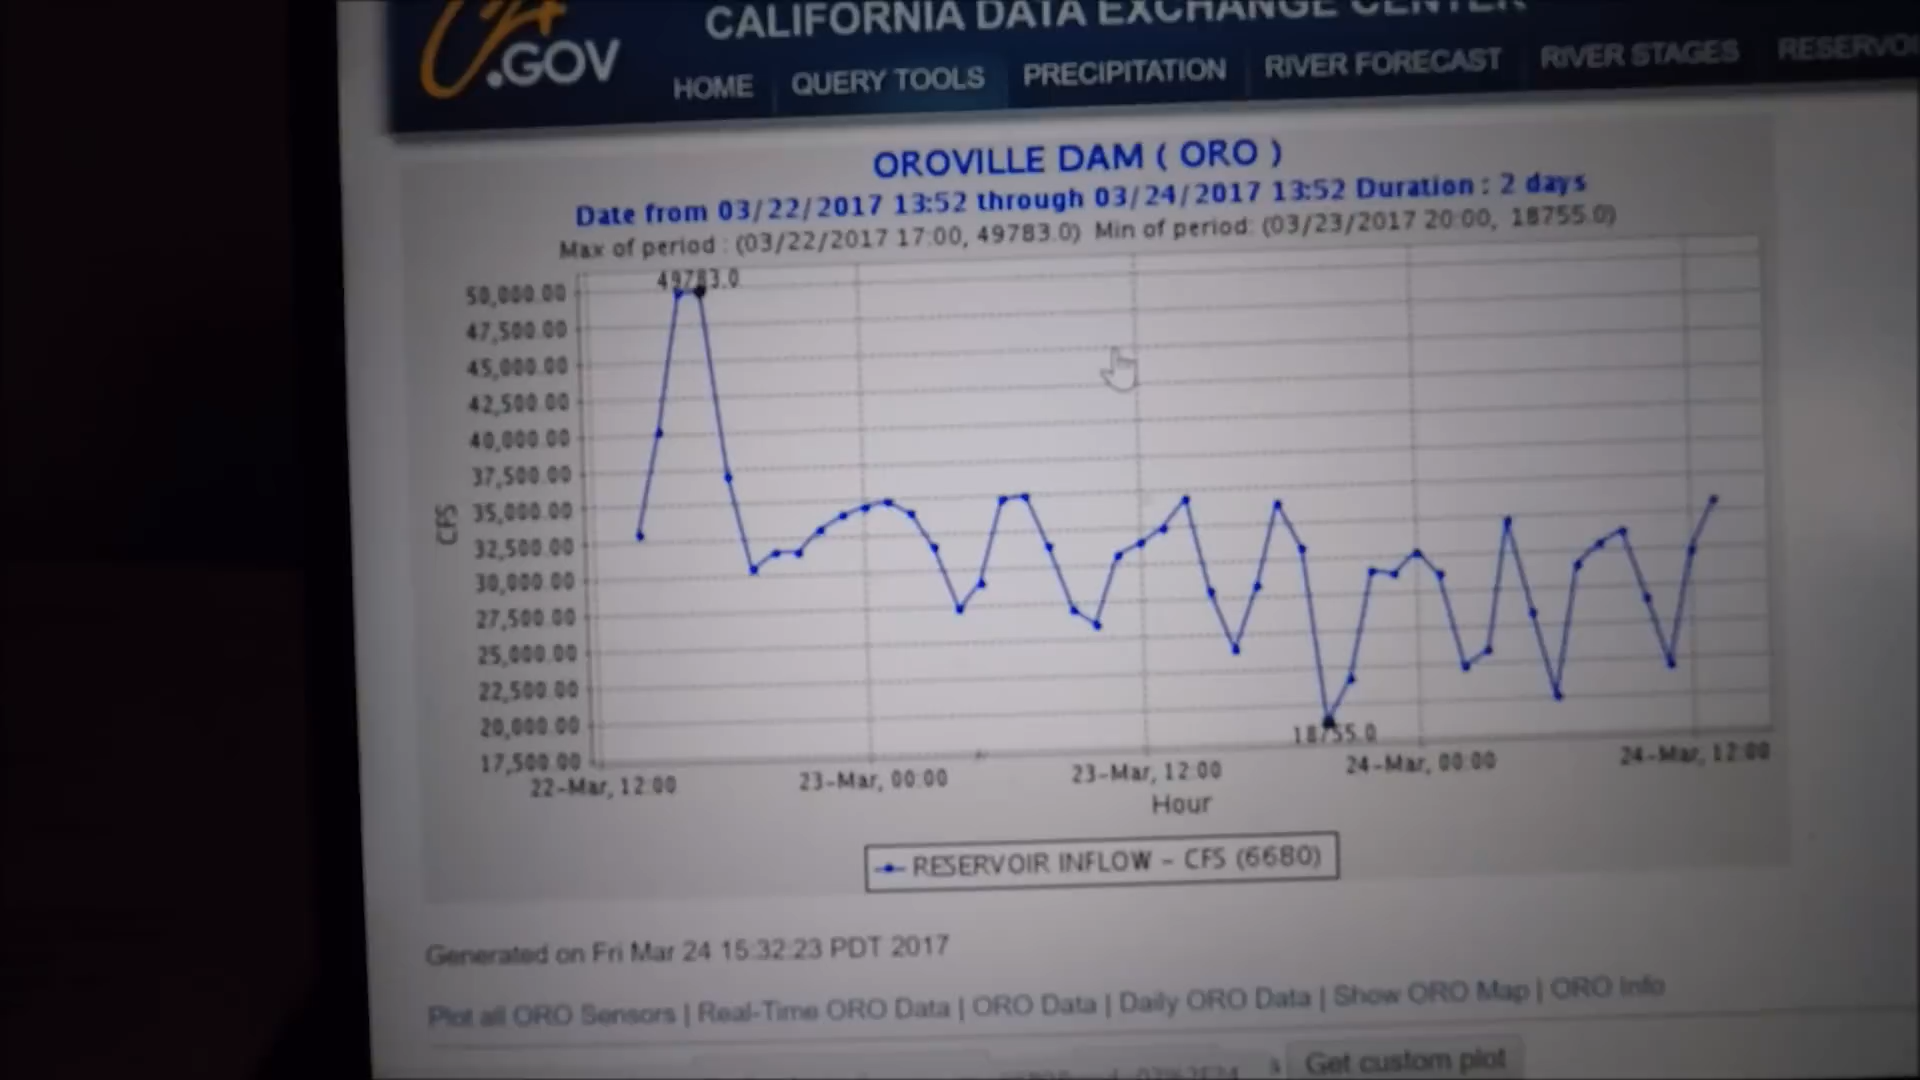 CALIFORNIA DATA EXCHANGE CENTER
.GOV
HOME QUERY TOOLS PRECIPITATION RIVER FORECAST RIVER STAGES
OROVILLE DAM ( ORO )
Date from 03/22/2017 13:52 through 03/24/2017 13:52 Duration : 2 days
Max of period : (03/22/2017 17:00, 49783.0) Min of period: (03/23/2017 20:00, 18755.0)
49783.0
50,000.00
47,500.00
45,000.00
42,500.00
40,000.00
37,500.00
35,000.00
32,500.00
30,000.00
27,500.00
25,000.00
22,500.00
20,000.00
17,500.00
CFS
18755.0
22-Mar, 12:00 23-Mar, 00:00 23-Mar, 12:00 24-Mar, 00:00 24-Mar, 12:00
Hour
RESERVOIR INFLOW - CFS (6680)
Generated on Fri Mar 24 15:32:23 PDT 2017
Plot all ORO Sensors | Real-Time ORO Data | ORO Data | Daily ORO Data | Show ORO Map | ORO Info
Get custom plot